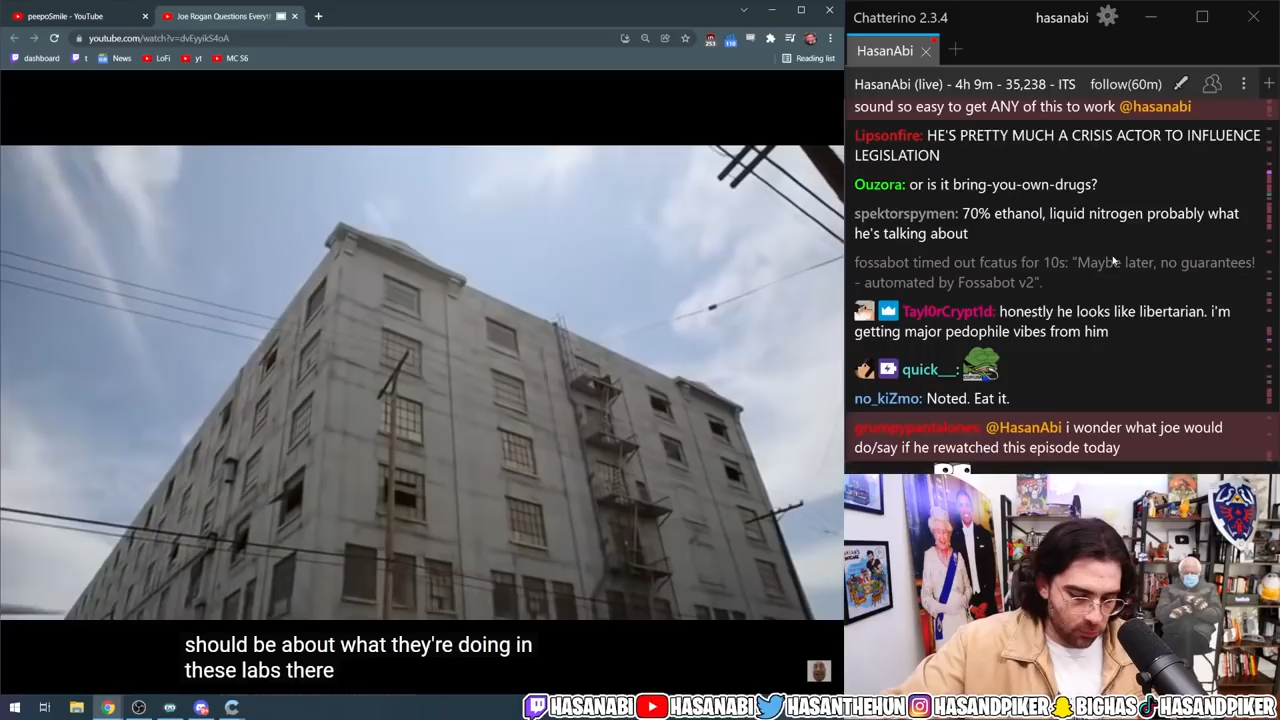 peepoSmile - YouTube
Joe Rogan Questions Everyt
youtube.com/watch?v=dvEyyikS4oA
253
118
dashboard
t
News
LoFi
yt
MC S6
Reading list
should be about what they're doing in
these labs there
Chatterino 2.3.4
hasanabi
HasanAbi
HasanAbi (live) - 4h 9m - 35,238 - ITS
follow(60m)
sound so easy to get ANY of this to work @hasanabi
Lipsonfire: HE'S PRETTY MUCH A CRISIS ACTOR TO INFLUENCE
LEGISLATION
Ouzora: or is it bring-you-own-drugs?
spektorspymen: 70% ethanol, liquid nitrogen probably what
he's talking about
fossabot timed out fcatus for 10s: "Maybe later, no guarantees!
- automated by Fossabot v2".
Tayl0rCrypt1d: honestly he looks like libertarian. i'm
getting major pedophile vibes from him
quick__:
no_kiZmo: Noted. Eat it.
grumpypantalones: @HasanAbi i wonder what joe would
do/say if he rewatched this episode today
HASANABI
HASANABI
HASANTHEHUN
HASANDPIKER
BIGHAS
HASANDPIKER